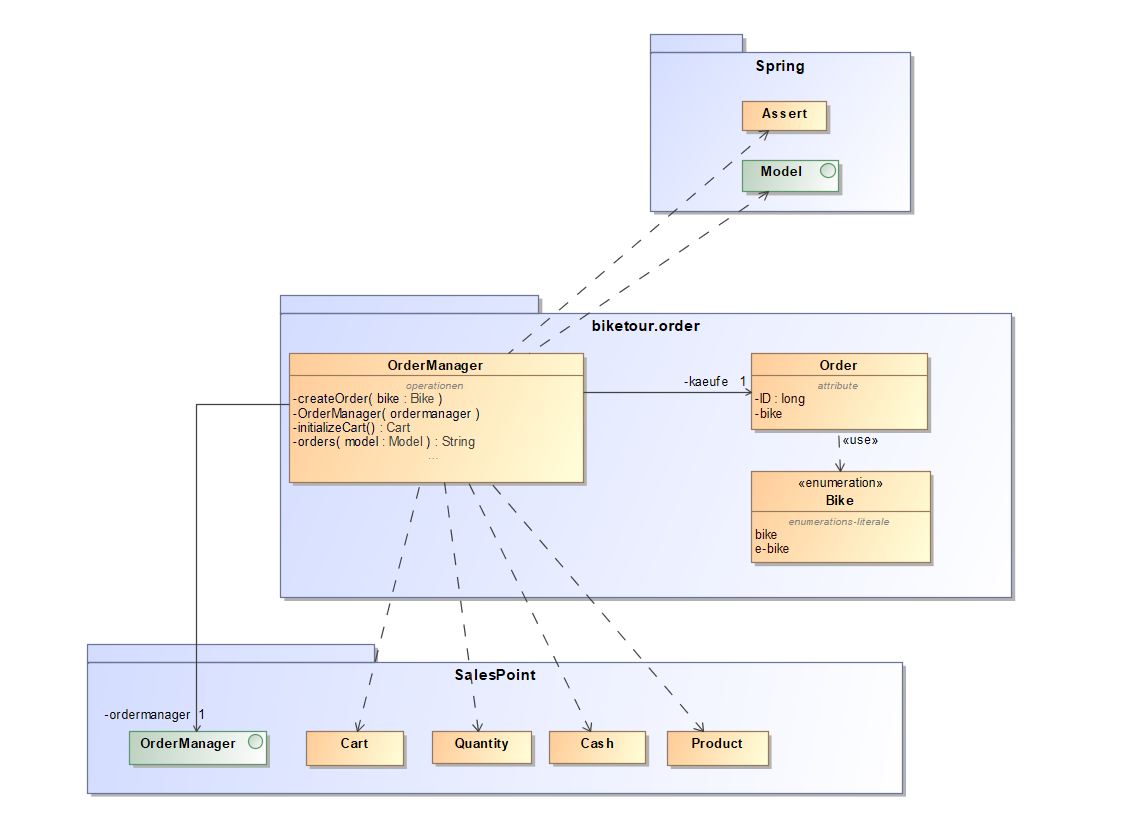 Spring
Assert
Model
biketour.order
OrderManager
operationen
-createOrder( bike : Bike )
-OrderManager( ordermanager )
-initializeCart() : Cart
-orders( model : Model ) : String
...
-kaeufe 1
Order
attribute
-ID : long
-bike
«use»
«enumeration»
Bike
enumerations-literale
bike
e-bike
SalesPoint
-ordermanager 1
OrderManager
Cart
Quantity
Cash
Product